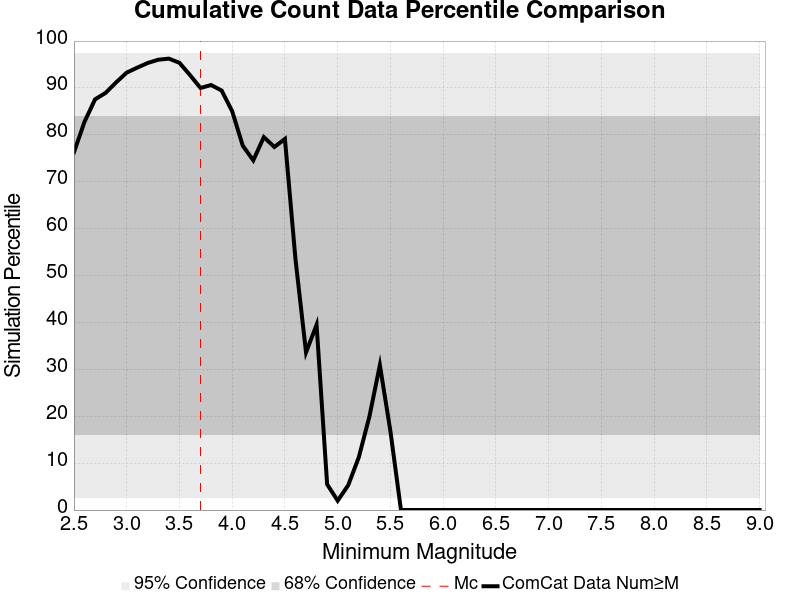 Cumulative Count Data Percentile Comparison
100
90
80
70
60
50
40
30
20
10
0
Simulation Percentile
2.5 3.0 3.5 4.0 4.5 5.0 5.5 6.0 6.5 7.0 7.5 8.0 8.5 9.0
Minimum Magnitude
95% Confidence 68% Confidence Mc ComCat Data Num≥M